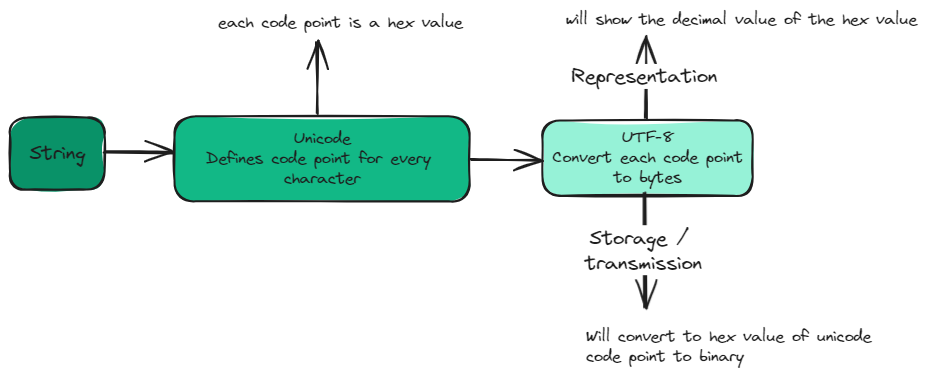 each code point is a hex value
will show the decimal value of the hex value
Representation
String
Unicode
Defines code point for every
character
UTF-8
Convert each code point
to bytes
Storage /
transmission
Will convert to hex value of unicode
code point to binary